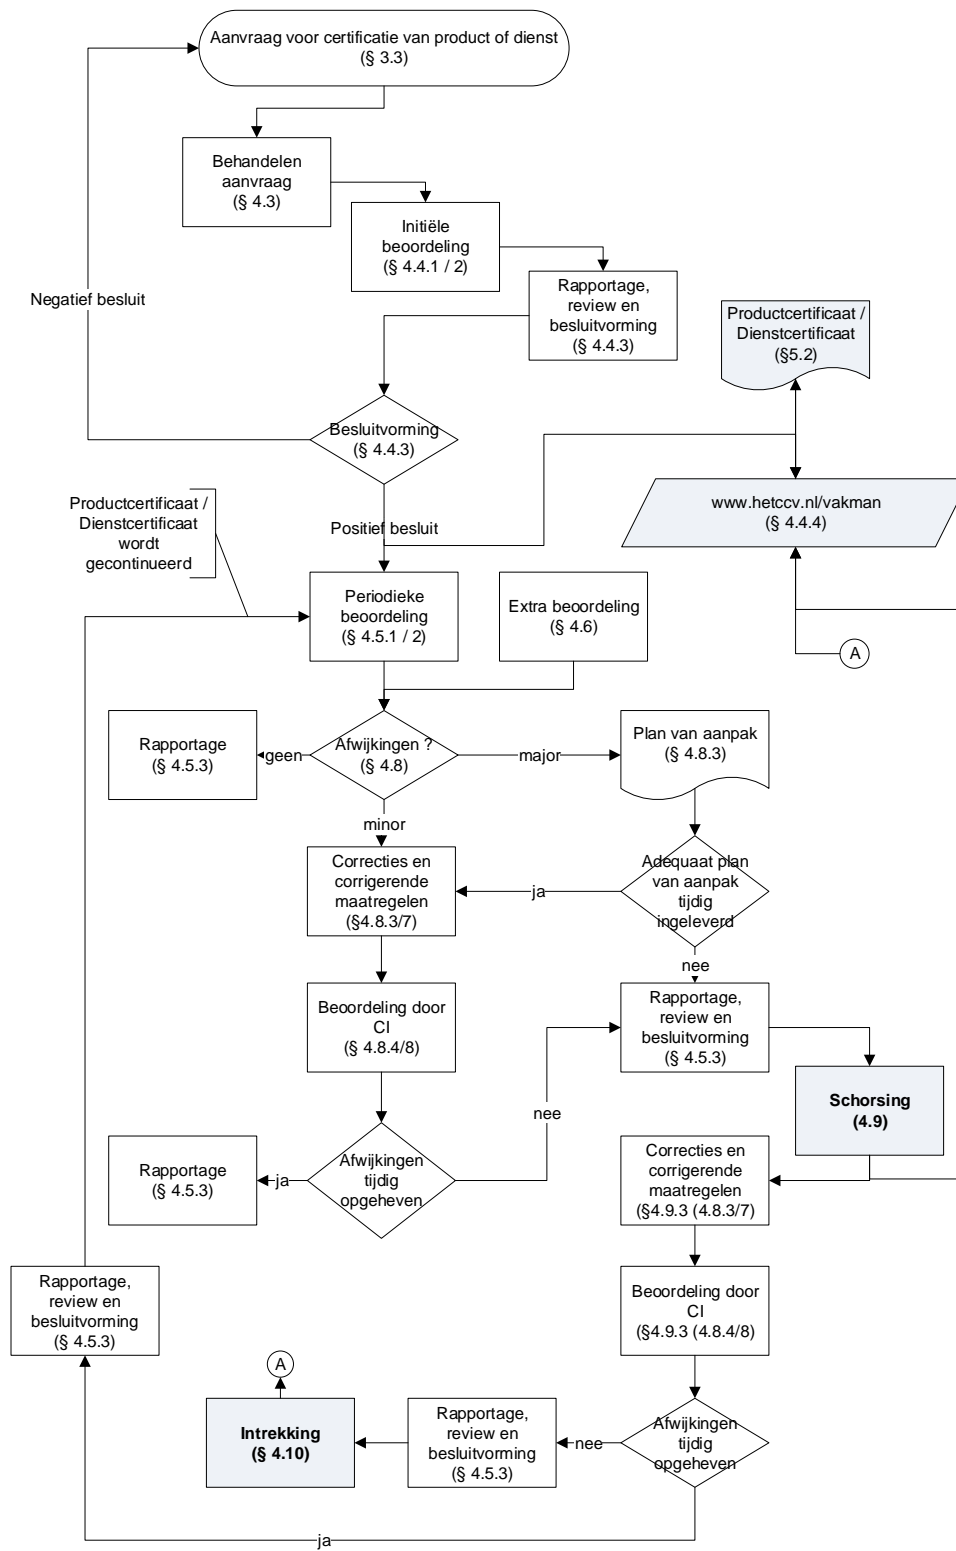 Aanvraag voor certificatie van product of dienst
(§ 3.3)
Behandelen
aanvraag
(§ 4.3)
Initiële
beoordeling
(§ 4.4.1 / 2)
Negatief besluit
Rapportage,
review en
besluitvorming
(§ 4.4.3)
Productcertificaat /
Dienstcertificaat
(§5.2)
Besluitvorming
(§ 4.4.3)
www.hetccv.nl/vakman
(§ 4.4.4)
Productcertificaat /
Dienstcertificaat
wordt
gecontinueerd
Positief besluit
Periodieke
beoordeling
(§ 4.5.1 / 2)
Extra beoordeling
(§ 4.6)
A
Rapportage
(§ 4.5.3)
geen
Afwijkingen ?
(§ 4.8)
major
Plan van aanpak
(§ 4.8.3)
minor
Correcties en
corrigerende
maatregelen
(§4.8.3/7)
ja
Adequaat plan
van aanpak
tijdig
ingeleverd
nee
Beoordeling door
CI
(§ 4.8.4/8)
Rapportage,
review en
besluitvorming
(§ 4.5.3)
Schorsing
(4.9)
nee
Rapportage
(§ 4.5.3)
ja
Afwijkingen
tijdig
opgeheven
Correcties en
corrigerende
maatregelen
(§4.9.3 (4.8.3/7)
Rapportage,
review en
besluitvorming
(§ 4.5.3)
Beoordeling door
CI
(§4.9.3 (4.8.4/8)
A
Intrekking
(§ 4.10)
Rapportage,
review en
besluitvorming
(§ 4.5.3)
nee
Afwijkingen
tijdig
opgeheven
ja